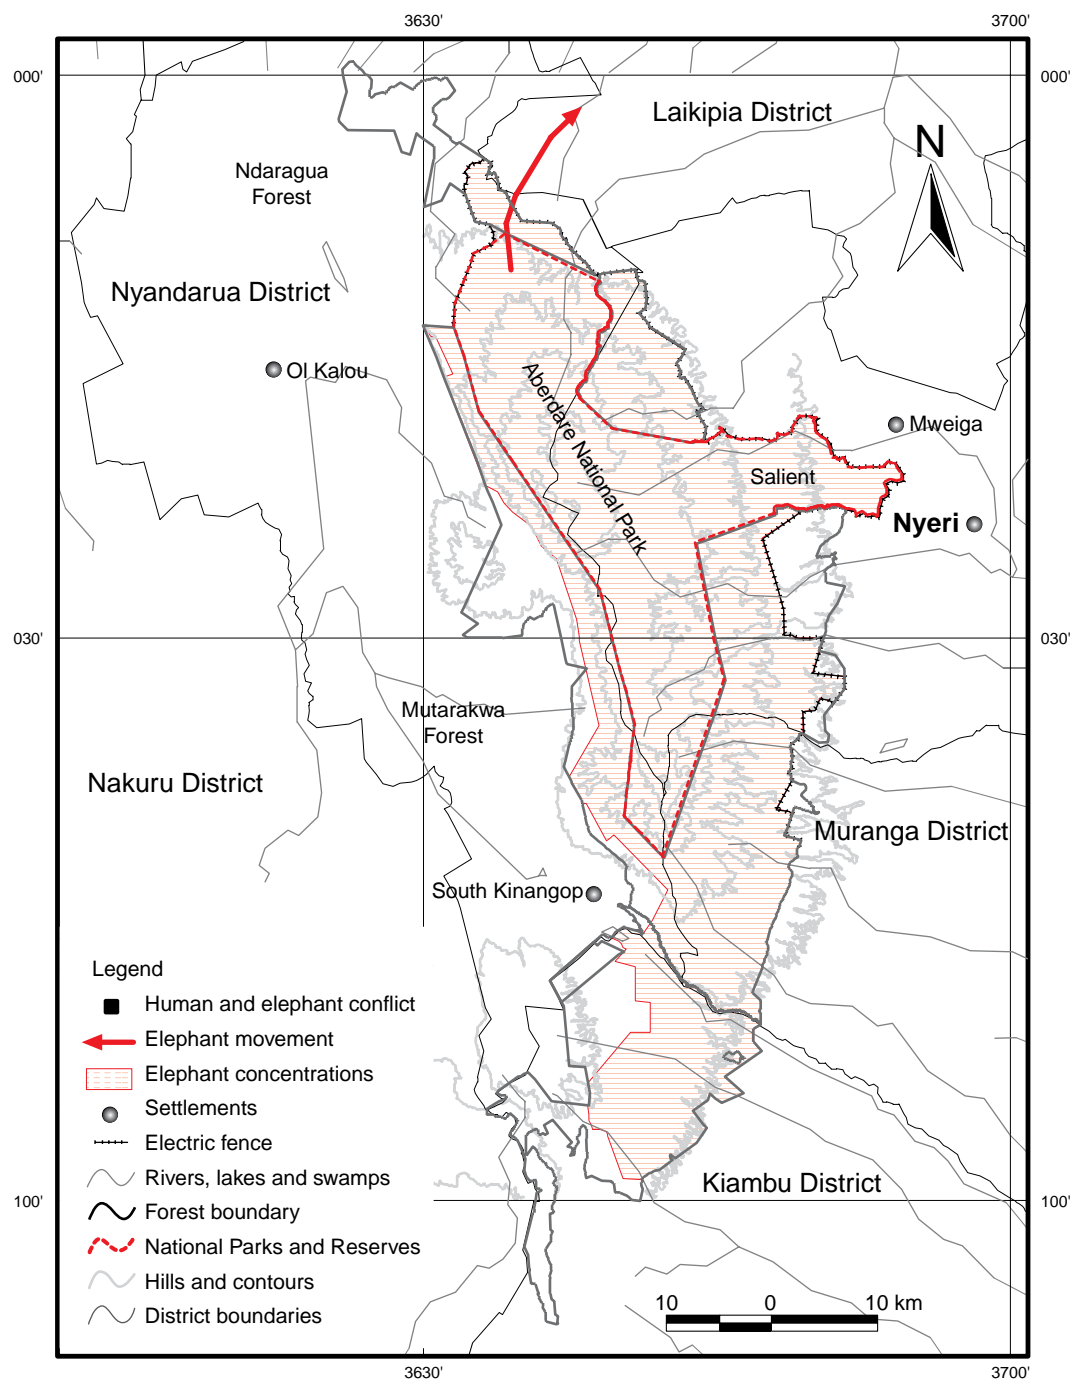 3630'
3700'
000'
000'
Laikipia District
N
Ndaragua
Forest
Nyandarua District
Ol Kalou
Aberdare National Park
Mweiga
Salient
Nyeri
030'
030'
Mutarakwa
Forest
Nakuru District
Muranga District
South Kinangop
Legend
Human and elephant conflict
Elephant movement
Elephant concentrations
Settlements
Electric fence
Rivers, lakes and swamps
Forest boundary
National Parks and Reserves
Hills and contours
District boundaries
Kiambu District
100'
100'
10 0 10 km
3630'
3700'